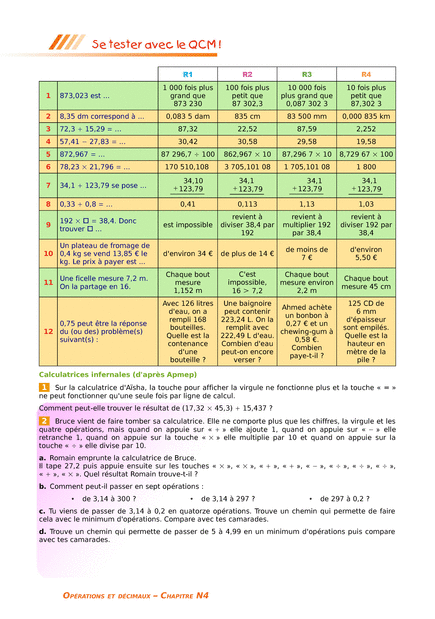 Se tester avec le QCM !
R1 R2 R3 R4
1 873,023 est ... 1 000 fois plus grand que 873 230 100 fois plus petit que 87 302,3 10 000 fois plus grand que 0,087 302 3 10 fois plus petit que 87,302 3
2 8,35 dm correspond à ... 0,083 5 dam 835 cm 83 500 mm 0,000 835 km
3 72,3 + 15,29 = ... 87,32 22,52 87,59 2,252
4 57,41 − 27,83 = ... 30,42 30,58 29,58 19,58
5 872,967 = ... 87 296,7 ÷ 100 862,967 × 10 87,296 7 × 10 8,729 67 × 100
6 78,23 × 21,796 = ... 170 510,108 3 705,101 08 1 705,101 08 1 800
7 34,1 + 123,79 se pose ... 34,10 +123,79 34,1 +123,79 34,1 +123,79 34,1 +123,79
8 0,33 + 0,8 = ... 0,41 0,113 1,13 1,03
9 192 × □ = 38,4. Donc trouver □ ... est impossible revient à diviser 38,4 par 192 revient à multiplier 192 par 38,4 revient à diviser 192 par 38,4
10 Un plateau de fromage de 0,4 kg se vend 13,85 € le kg. Le prix à payer est ... d'environ 34 € de plus de 14 € de moins de 7 € d'environ 5,50 €
11 Une ficelle mesure 7,2 m. On la partage en 16. Chaque bout mesure 1,152 m C'est impossible, 16 > 7,2 Chaque bout mesure environ 2,2 m Chaque bout mesure 45 cm
12 0,75 peut être la réponse du (ou des) problème(s) suivant(s) : Avec 126 litres d'eau, on a rempli 168 bouteilles. Quelle est la contenance d'une bouteille ? Une baignoire peut contenir 223,24 L. On la remplit avec 222,49 L d'eau. Combien d'eau peut-on encore verser ? Ahmed achète un bonbon à 0,27 € et un chewing-gum à 0,58 €. Combien paye-t-il ? 125 CD de 6 mm d'épaisseur sont empilés. Quelle est la hauteur en mètre de la pile ?
Calculatrices infernales (d'après Apmep)
1 Sur la calculatrice d'Aïsha, la touche pour afficher la virgule ne fonctionne plus et la touche « = »
ne peut fonctionner qu'une seule fois par ligne de calcul.
Comment peut-elle trouver le résultat de (17,32 × 45,3) + 15,437 ?
2 Bruce vient de faire tomber sa calculatrice. Elle ne comporte plus que les chiffres, la virgule et les
quatre opérations, mais quand on appuie sur « + » elle ajoute 1, quand on appuie sur « − » elle
retranche 1, quand on appuie sur la touche « × » elle multiplie par 10 et quand on appuie sur la
touche « ÷ » elle divise par 10.
a. Romain emprunte la calculatrice de Bruce.
Il tape 27,2 puis appuie ensuite sur les touches « × », « × », « + », « + », « − », « + », « ÷ », « ÷ »,
« + », « × ». Quel résultat Romain trouve-t-il ?
b. Comment peut-il passer en sept opérations :
• de 3,14 à 300 ? • de 3,14 à 297 ? • de 297 à 0,2 ?
c. Tu viens de passer de 3,14 à 0,2 en quatorze opérations. Trouve un chemin qui permette de faire
cela avec le minimum d'opérations. Compare avec tes camarades.
d. Trouve un chemin qui permette de passer de 5 à 4,99 en un minimum d'opérations puis compare
avec tes camarades.
OPÉRATIONS ET DÉCIMAUX – CHAPITRE N4